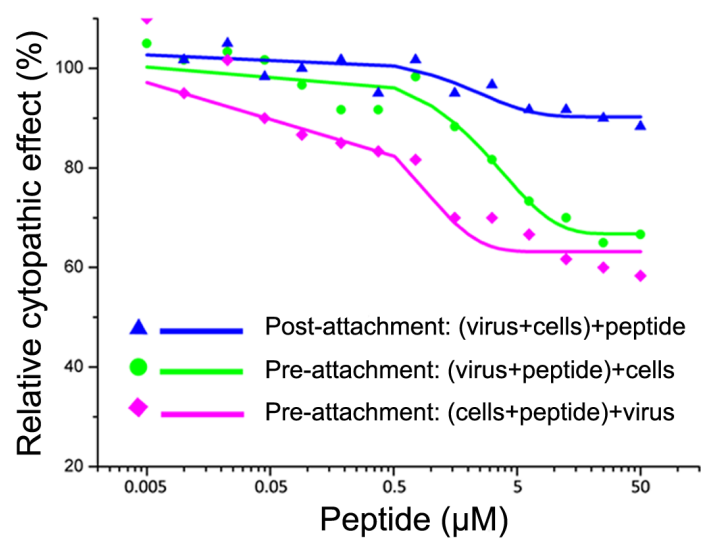 Relative cytopathic effect (%)
100
80
60
40
20
Post-attachment: (virus+cells)+peptide
Pre-attachment: (virus+peptide)+cells
Pre-attachment: (cells+peptide)+virus
0.005 0.05 0.5 5 50
Peptide (µM)